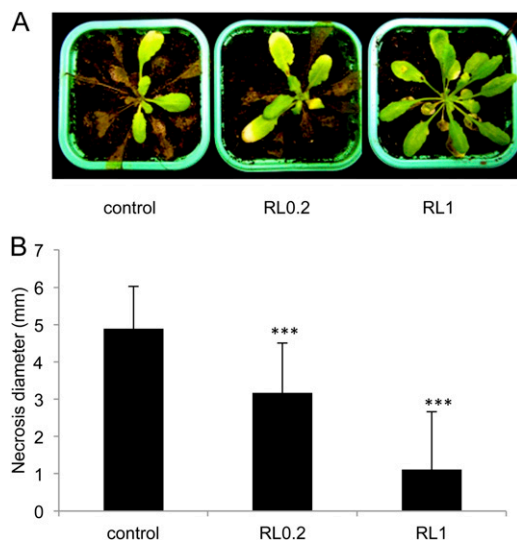 A
control RL0.2 RL1
B
Necrosis diameter (mm)
7
6
5
4
3
2
1
0
***
***
control RL0.2 RL1